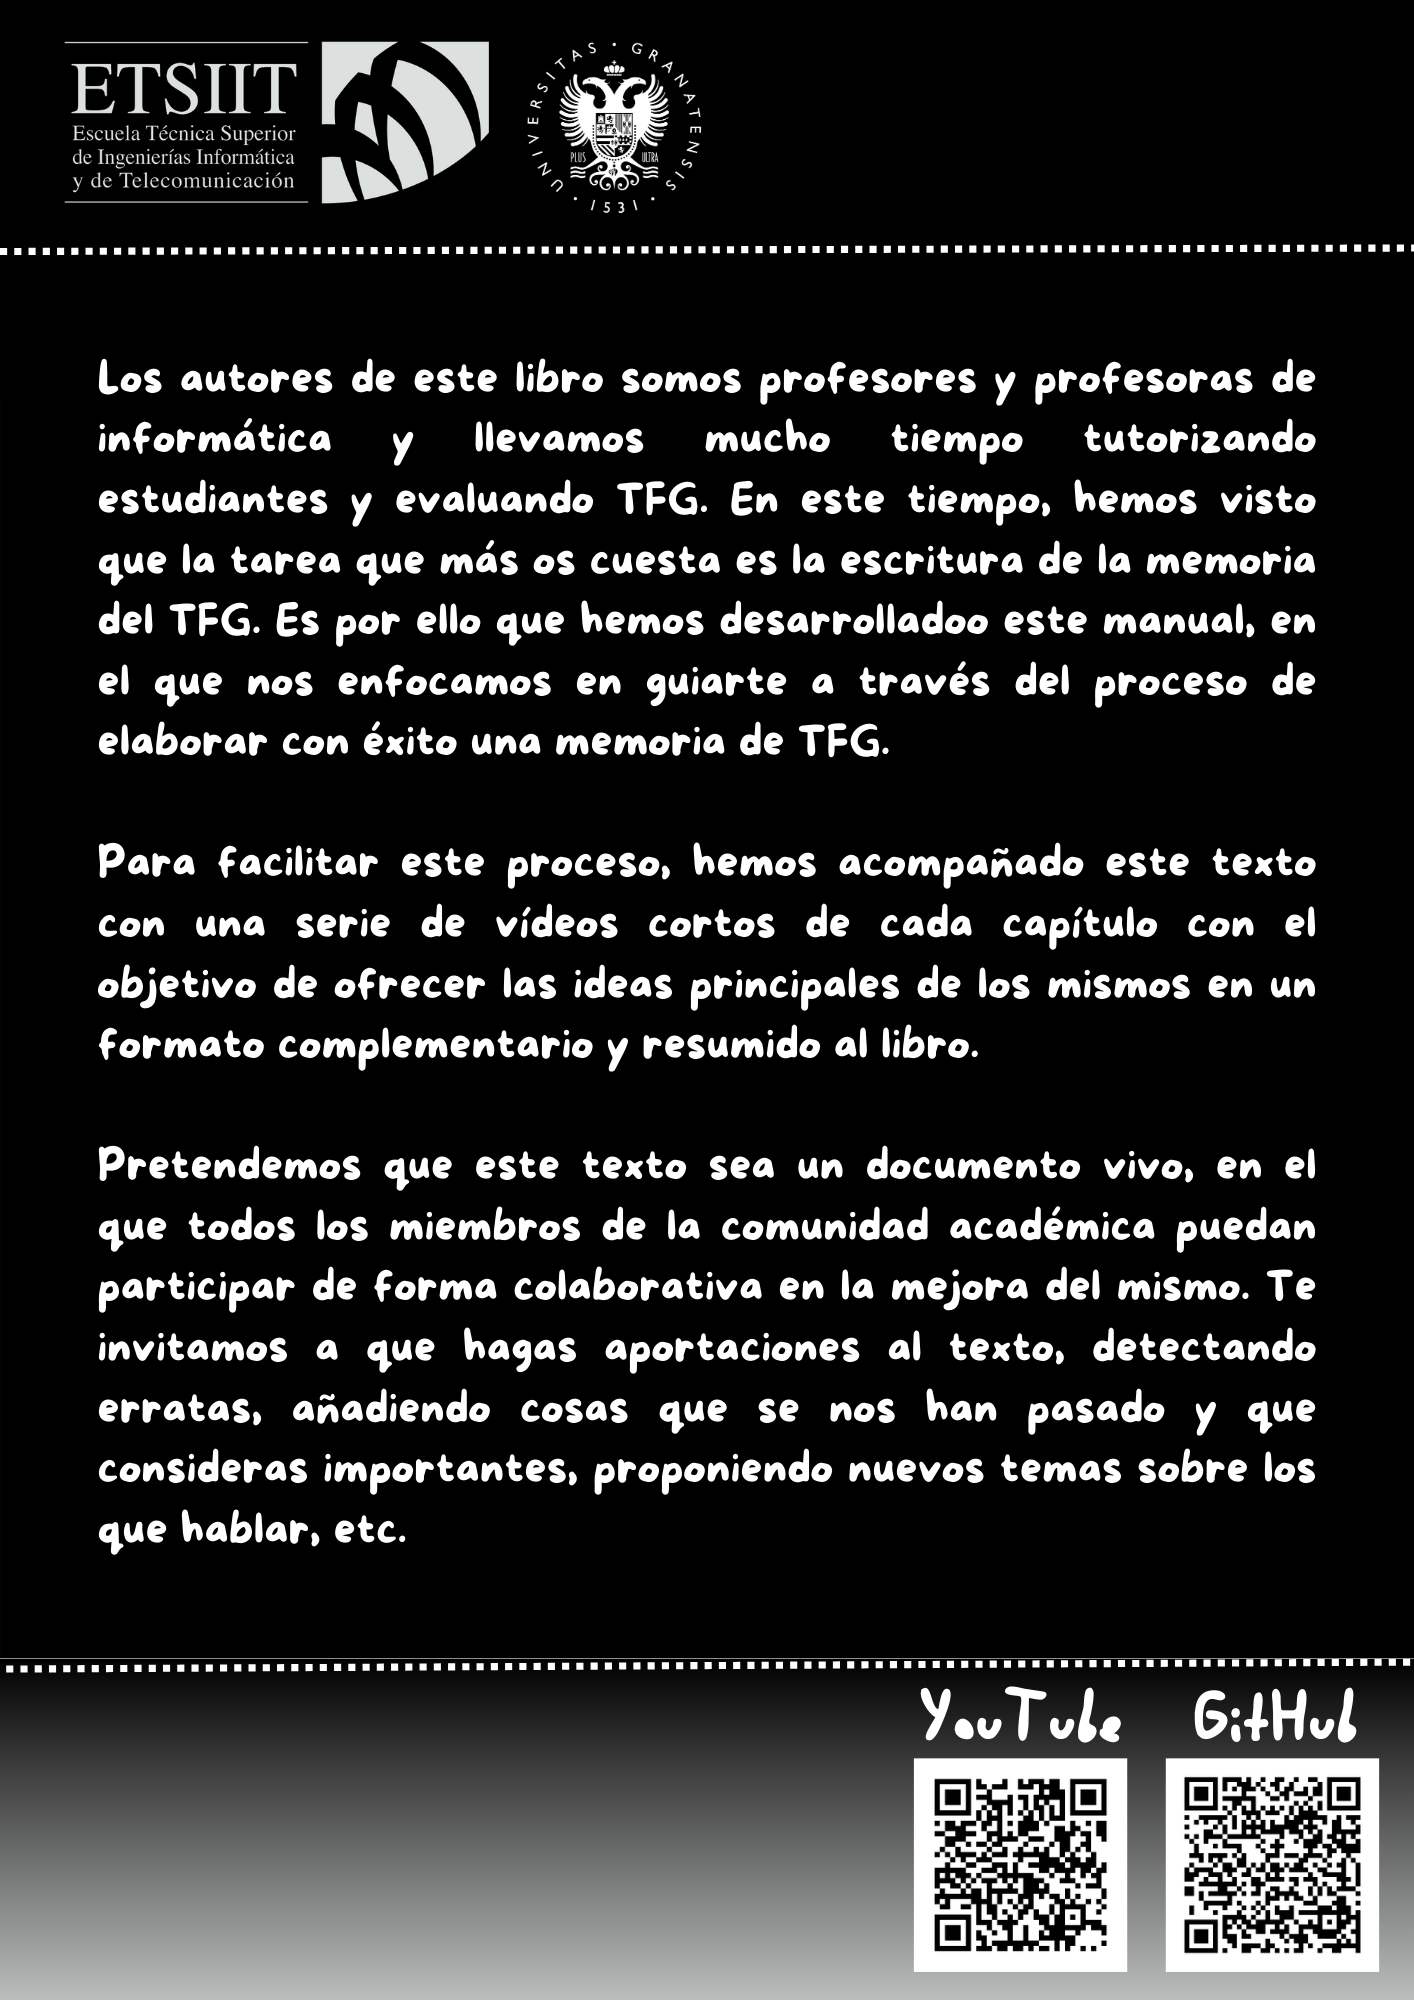 ETSIIT
Escuela Técnica Superior
de Ingenierías Informática
y de Telecomunicación
UNIVERSITAS · GRANATENSIS · 1531 ·
PLUS ULTRA
Los autores de este libro somos profesores y profesoras de
informática y llevamos mucho tiempo tutorizando
estudiantes y evaluando TFG. En este tiempo, hemos visto
que la tarea que más os cuesta es la escritura de la memoria
del TFG. Es por ello que hemos desarrolladoo este manual, en
el que nos enfocamos en guiarte a través del proceso de
elaborar con éxito una memoria de TFG.
Para facilitar este proceso, hemos acompañado este texto
con una serie de vídeos cortos de cada capítulo con el
objetivo de ofrecer las ideas principales de los mismos en un
formato complementario y resumido al libro.
Pretendemos que este texto sea un documento vivo, en el
que todos los miembros de la comunidad académica puedan
participar de forma colaborativa en la mejora del mismo. Te
invitamos a que hagas aportaciones al texto, detectando
erratas, añadiendo cosas que se nos han pasado y que
consideras importantes, proponiendo nuevos temas sobre los
que hablar, etc.
YouTube GitHub